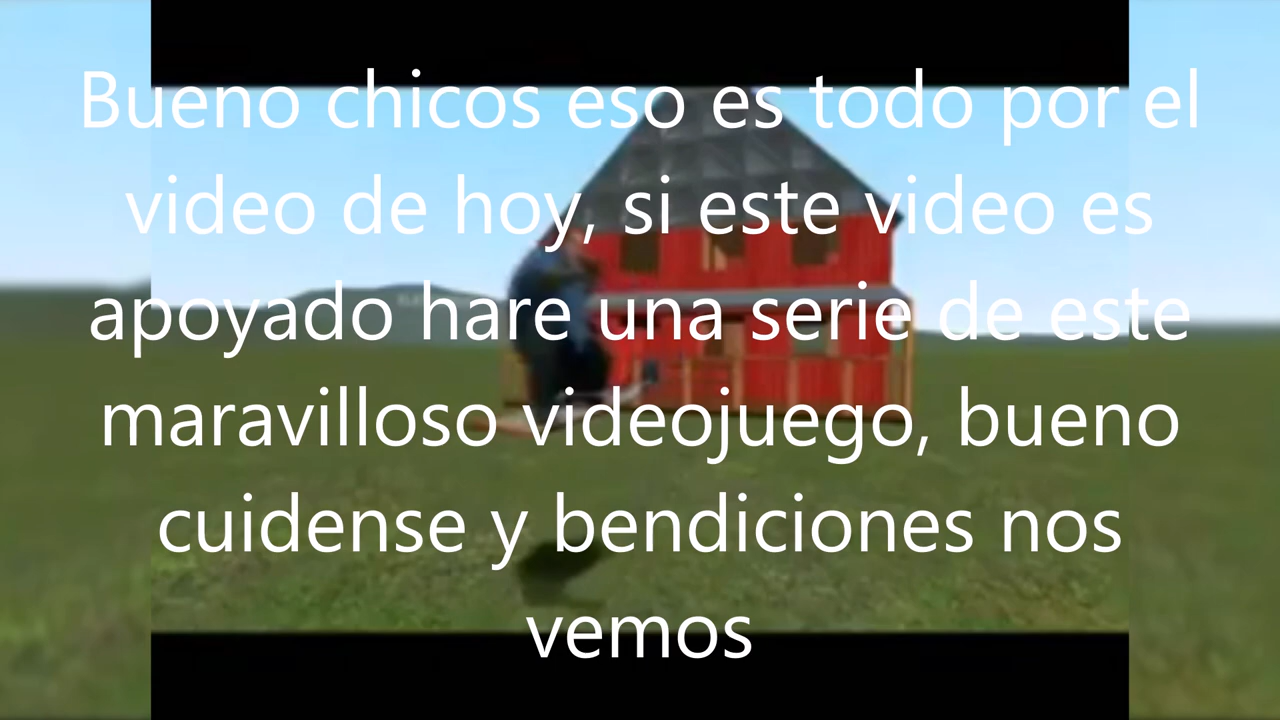 Bueno chicos eso es todo por el
video de hoy, si este video es
apoyado hare una serie de este
maravilloso videojuego, bueno
cuidense y bendiciones nos
vemos